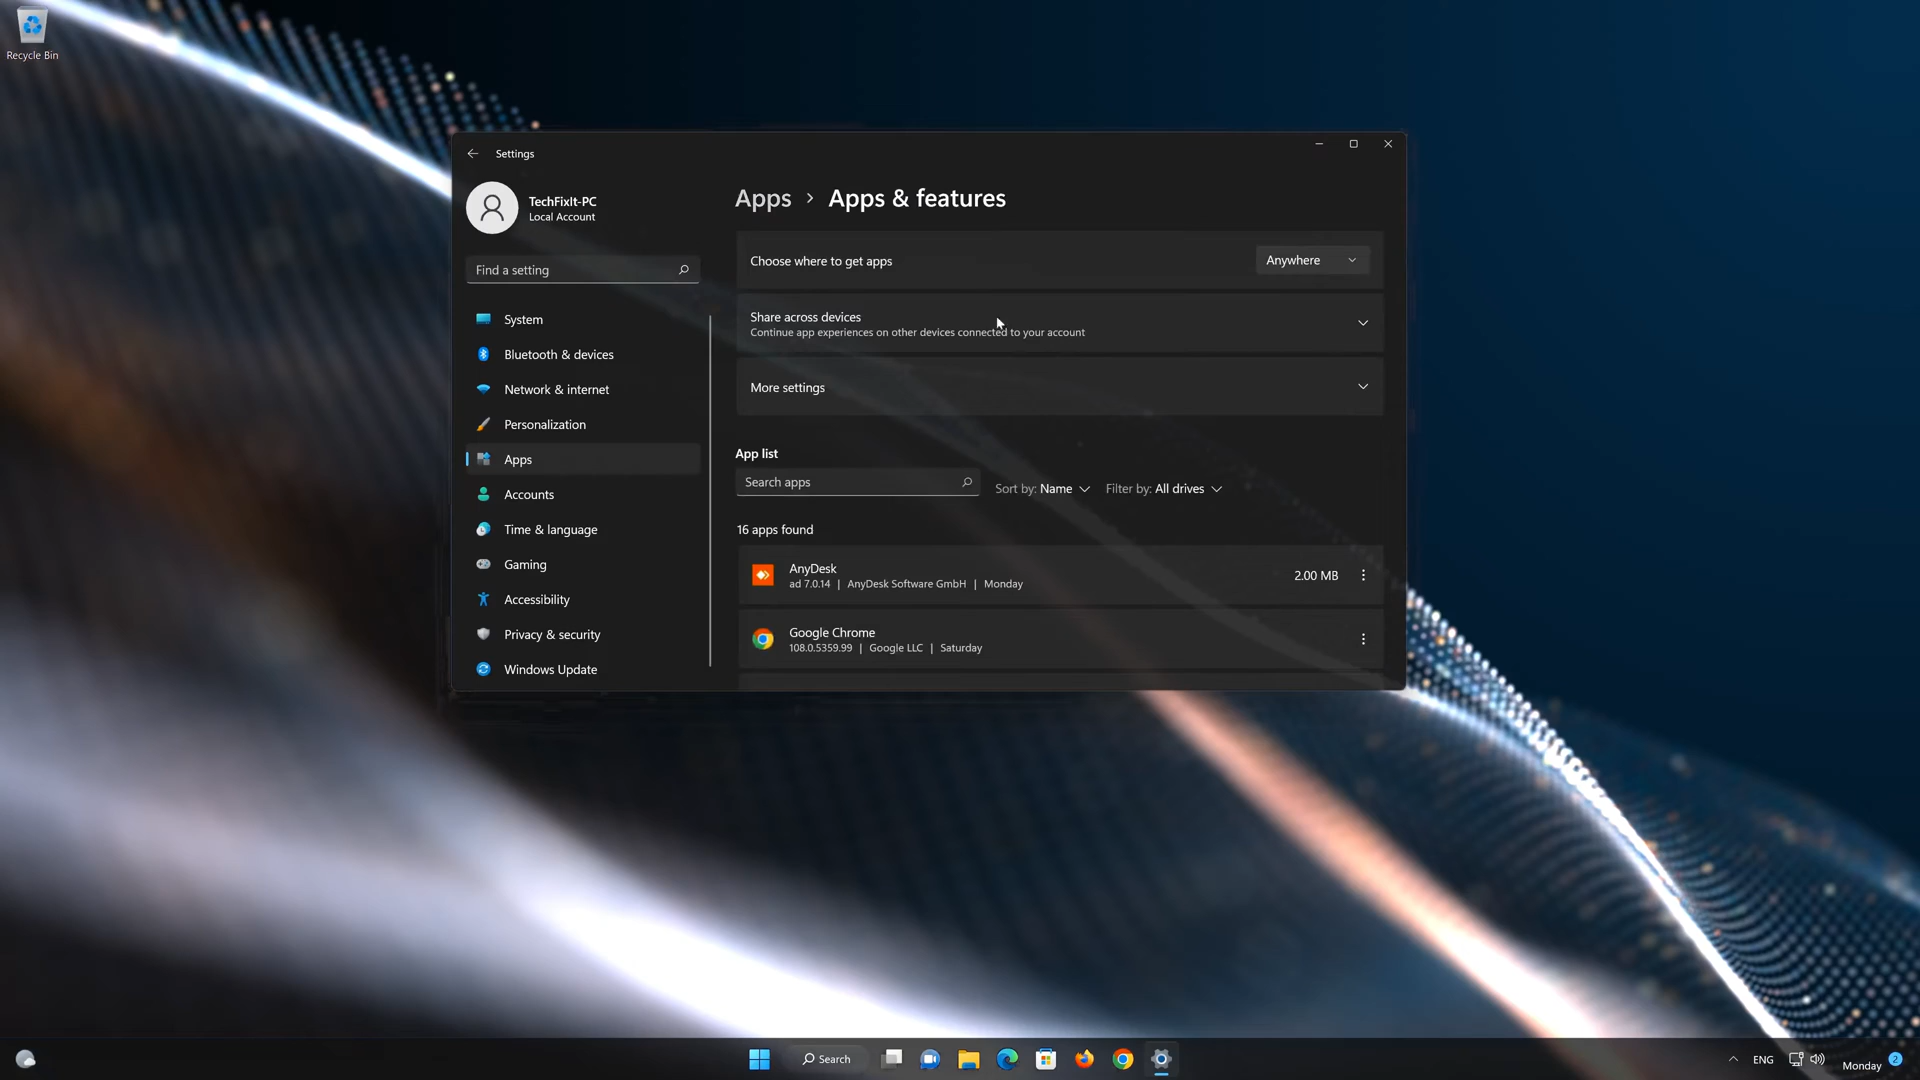 Recycle Bin
Settings
TechFixIt-PC
Local Account
Find a setting
System
Bluetooth & devices
Network & internet
Personalization
Apps
Accounts
Time & language
Gaming
Accessibility
Privacy & security
Windows Update
Apps > Apps & features
Choose where to get apps
Anywhere
Share across devices
Continue app experiences on other devices connected to your account
More settings
App list
Search apps
Sort by: Name
Filter by: All drives
16 apps found
AnyDesk
ad 7.0.14 | AnyDesk Software GmbH | Monday
2.00 MB
Google Chrome
108.0.5359.99 | Google LLC | Saturday
Search
ENG
Monday
2